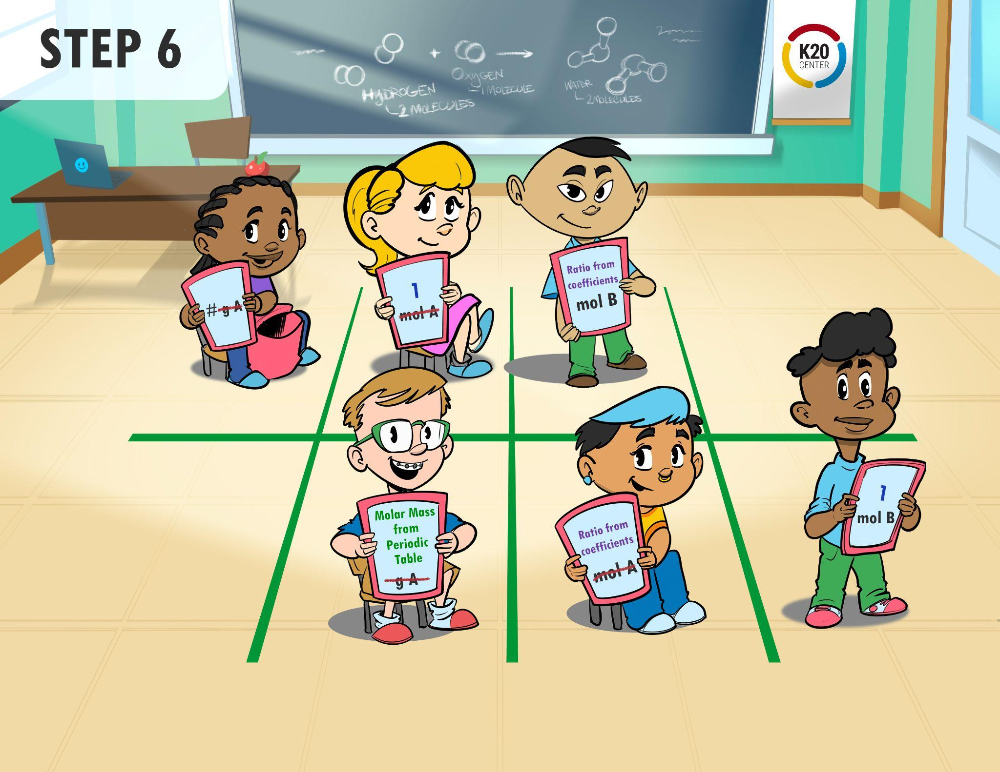 STEP 6
HYDROGEN
2 MOLECULES
+
OXYGEN
1 MOLECULE
WATER
2 MOLECULES
K20
CENTER
# g A
1
mol A
Ratio from
coefficients
mol B
Molar Mass
from
Periodic
Table
g A
Ratio from
coefficients
mol A
1
mol B